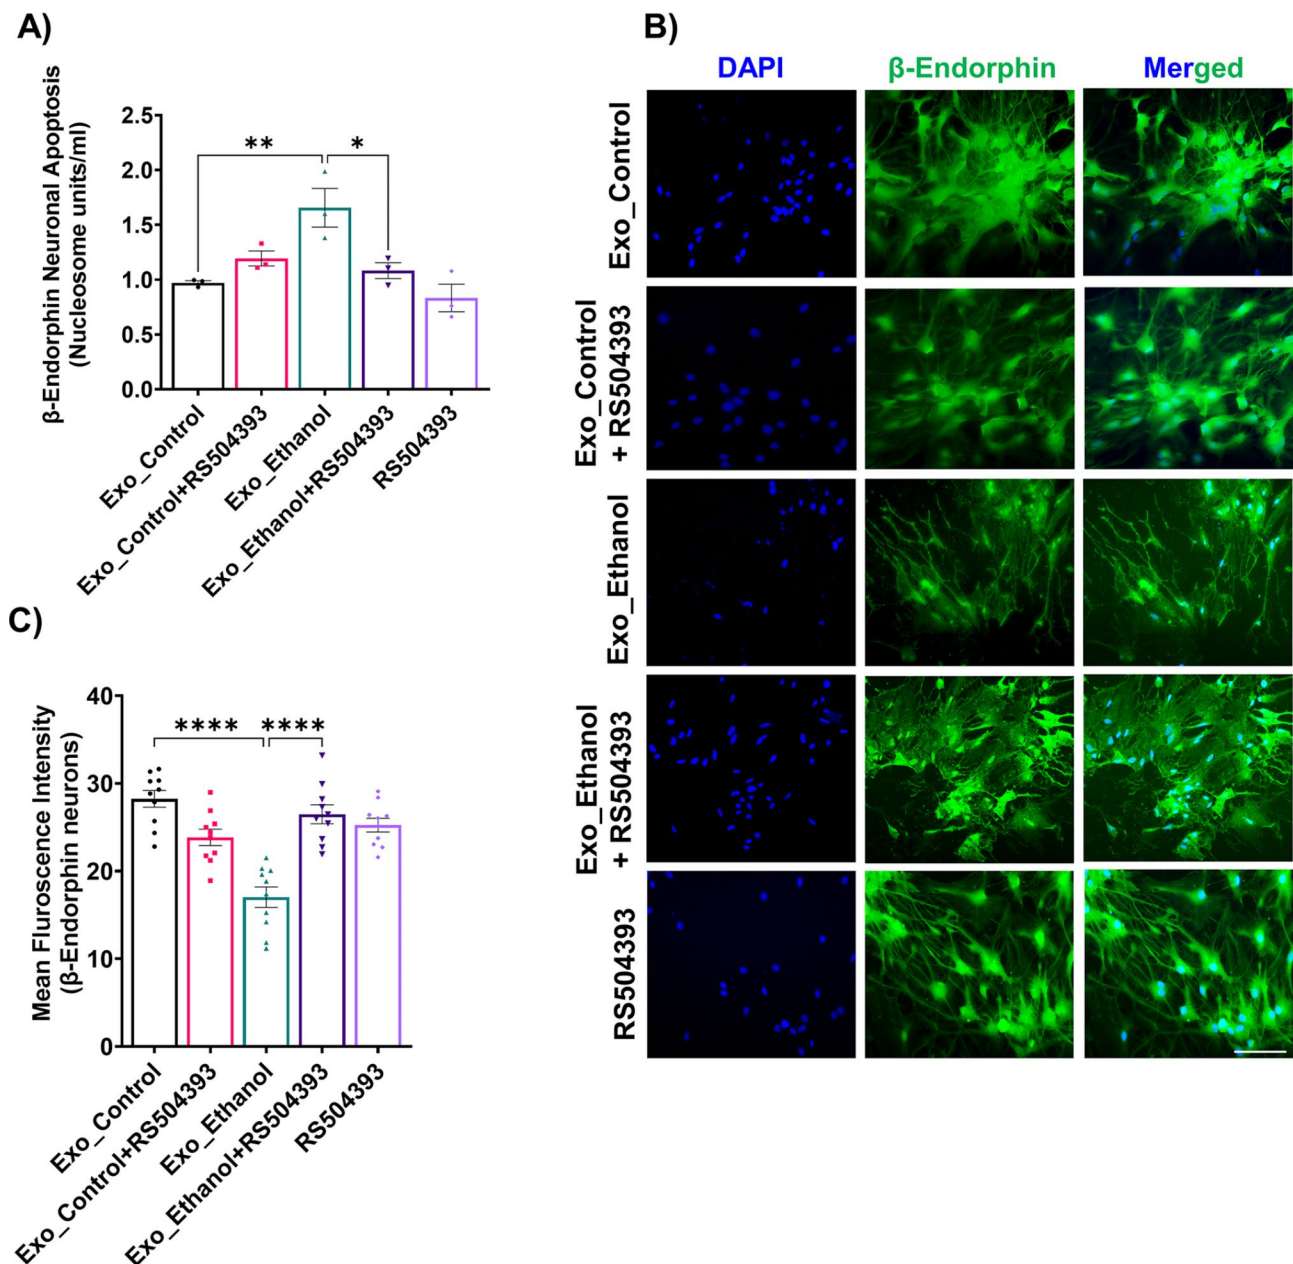 A)
β-Endorphin Neuronal Apoptosis
(Nucleosome units/ml)
2.5
2.0
1.5
1.0
0.5
0.0
**
*
Exo_Control
Exo_Control+RS504393
Exo_Ethanol
Exo_Ethanol+RS504393
RS504393
B)
DAPI
β-Endorphin
Merged
Exo_Control
Exo_Control
+ RS504393
Exo_Ethanol
Exo_Ethanol
+ RS504393
RS504393
C)
Mean Fluroscence Intensity
(β-Endorphin neurons)
40
30
20
10
0
****
****
Exo_Control
Exo_Control+RS504393
Exo_Ethanol
Exo_Ethanol+RS504393
RS504393